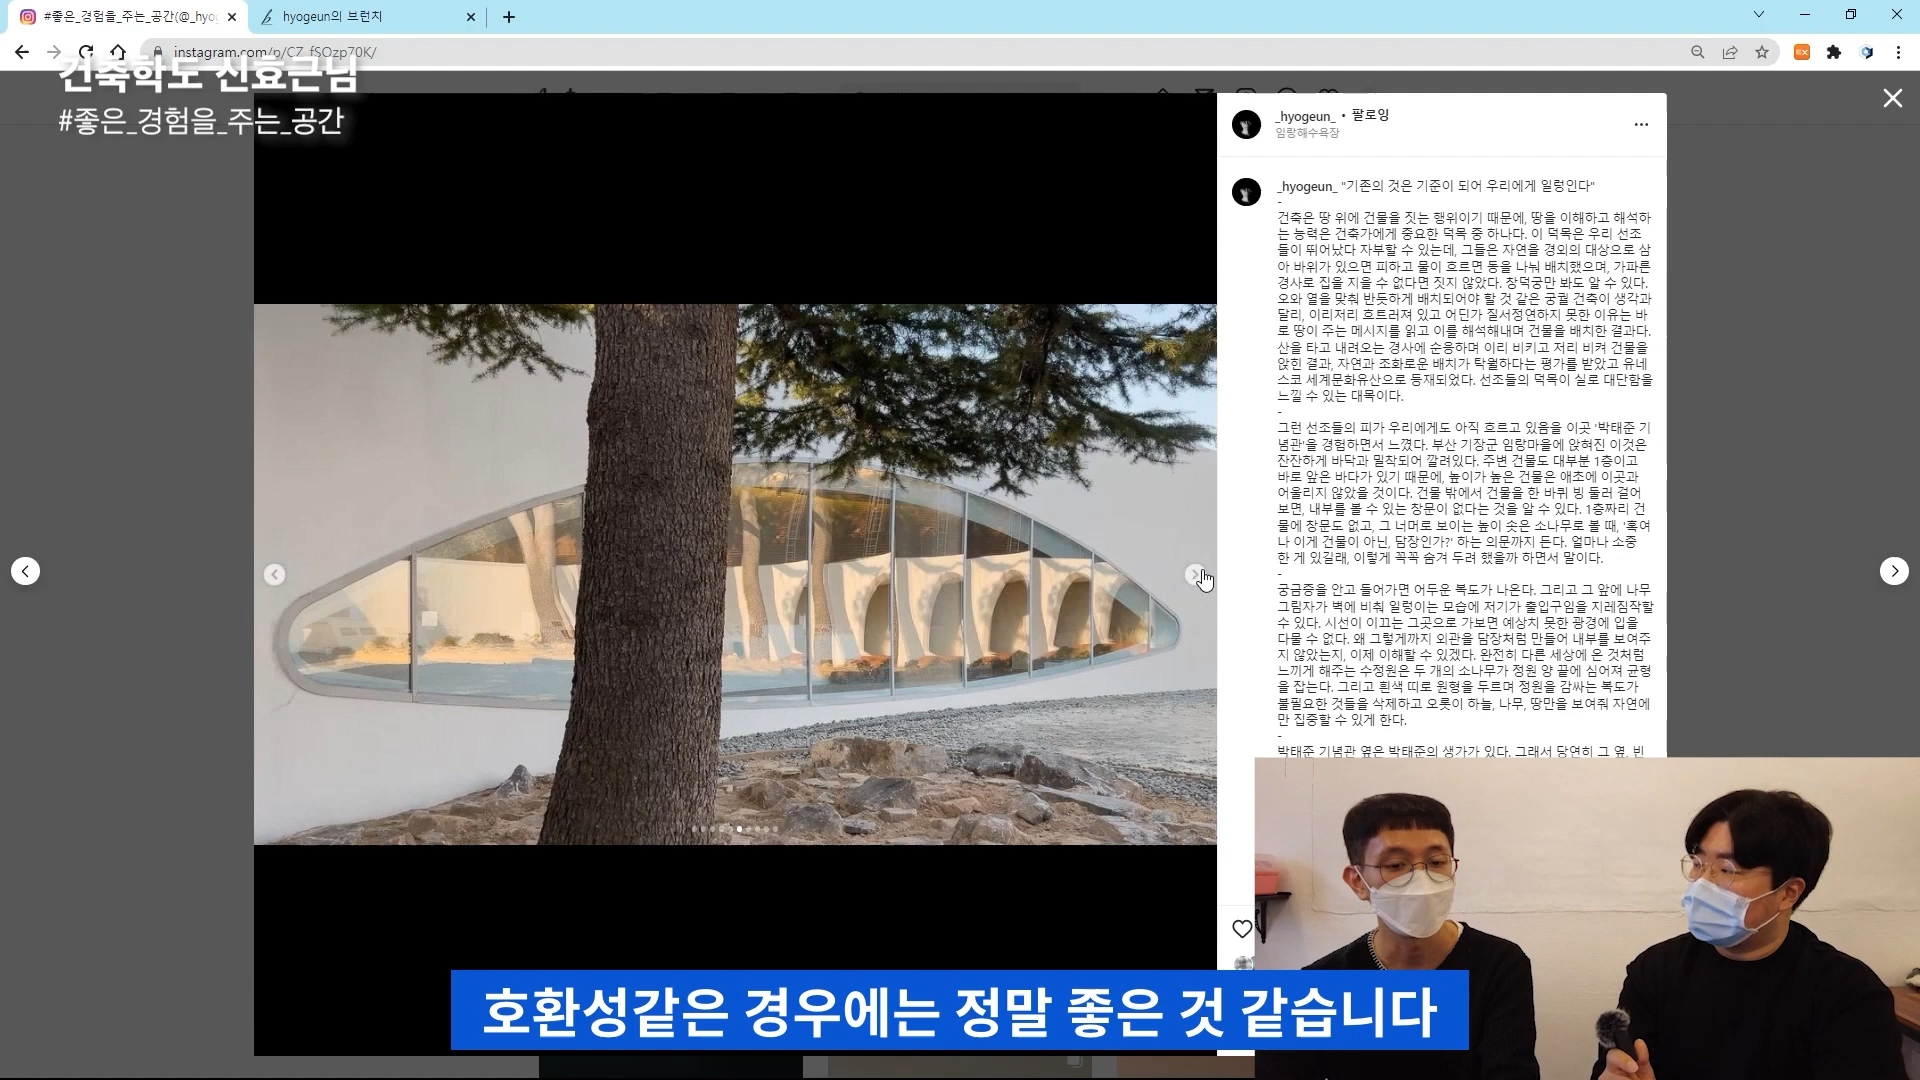 #좋은_경험을_주는_공간(@_hyog
hyogeun의 브런치
instagram.com/p/CZ_fSOzp70K/
건축학도 신효근님
#좋은_경험을_주는_공간
_hyogeun_ • 팔로잉
임랑해수욕장
_hyogeun_ "기존의 것은 기준이 되어 우리에게 일렁인다"
-
건축은 땅 위에 건물을 짓는 행위이기 때문에, 땅을 이해하고 해석하
는 능력은 건축가에게 중요한 덕목 중 하나다. 이 덕목은 우리 선조
들이 뛰어났다 자부할 수 있는데, 그들은 자연을 경외의 대상으로 삼
아 바위가 있으면 피하고 물이 흐르면 동을 나눠 배치했으며, 가파른
경사로 집을 지을 수 없다면 짓지 않았다. 창덕궁만 봐도 알 수 있다.
오와 열을 맞춰 반듯하게 배치되어야 할 것 같은 궁궐 건축이 생각과
달리, 이리저리 흐트러져 있고 어딘가 질서정연하지 못한 이유는 바
로 땅이 주는 메시지를 읽고 이를 해석해내며 건물을 배치한 결과다.
산을 타고 내려오는 경사에 순응하며 이리 비키고 저리 비켜 건물을
앉힌 결과, 자연과 조화로운 배치가 탁월하다는 평가를 받았고 유네
스코 세계문화유산으로 등재되었다. 선조들의 덕목이 실로 대단함을
느낄 수 있는 대목이다.
-
그런 선조들의 피가 우리에게도 아직 흐르고 있음을 이곳 '박태준 기
념관'을 경험하면서 느꼈다. 부산 기장군 임랑마을에 앉혀진 이것은
잔잔하게 바닥과 밀착되어 깔려있다. 주변 건물도 대부분 1층이고
바로 앞은 바다가 있기 때문에, 높이가 높은 건물은 애초에 이곳과
어울리지 않았을 것이다. 건물 밖에서 건물을 한 바퀴 빙 둘러 걸어
보면, 내부를 볼 수 있는 창문이 없다는 것을 알 수 있다. 1층짜리 건
물에 창문도 없고, 그 너머로 보이는 높이 솟은 소나무로 볼 때, '혹여
나 이게 건물이 아닌, 담장인가?' 하는 의문까지 든다. 얼마나 소중
한 게 있길래, 이렇게 꼭꼭 숨겨 두려 했을까 하면서 말이다.
-
궁금증을 안고 들어가면 어두운 복도가 나온다. 그리고 그 앞에 나무
그림자가 벽에 비춰 일렁이는 모습에 저기가 출입구임을 지레짐작할
수 있다. 시선이 이끄는 그곳으로 가보면 예상치 못한 광경에 입을
다물 수 없다. 왜 그렇게까지 외관을 담장처럼 만들어 내부를 보여주
지 않았는지, 이제 이해할 수 있겠다. 완전히 다른 세상에 온 것처럼
느끼게 해주는 수정원은 두 개의 소나무가 정원 양 끝에 심어져 균형
을 잡는다. 그리고 흰색 띠로 원형을 두르며 정원을 감싸는 복도가
불필요한 것들을 삭제하고 오롯이 하늘, 나무, 땅만을 보여줘 자연에
만 집중할 수 있게 한다.
-
박태준 기념관 옆은 박태준의 생가가 있다. 그래서 당연히 그 옆, 빈
호환성같은 경우에는 정말 좋은 것 같습니다